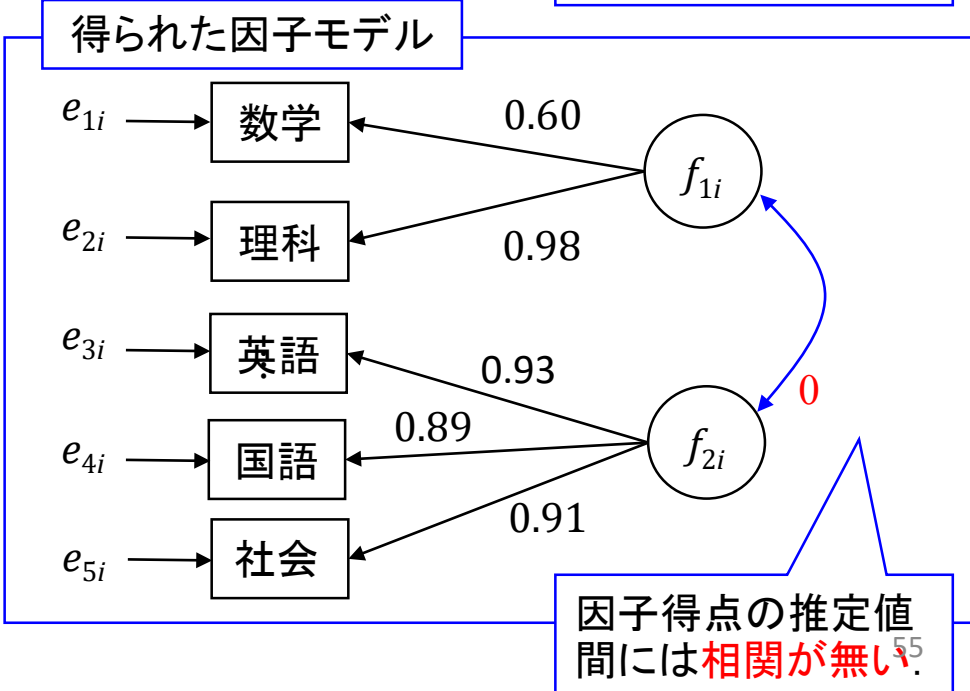 得られた因子モデル
e1i
数学
0.60
f1i
e2i
理科
0.98
e3i
英語
0.93
0
e4i
国語
0.89
f2i
e5i
社会
0.91
因子得点の推定値
間には相関が無い.
55